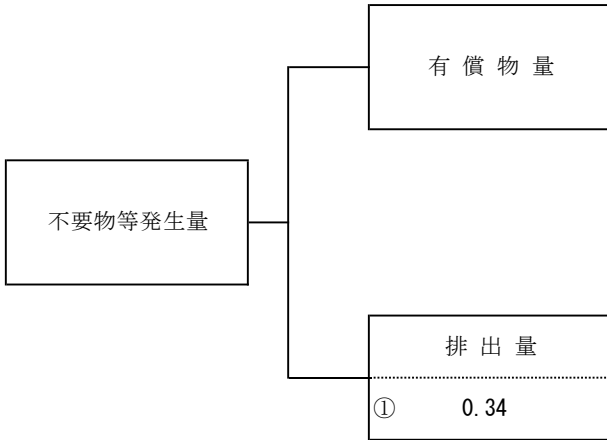 有 償 物 量
不要物等発生量
排 出 量
① 0.34